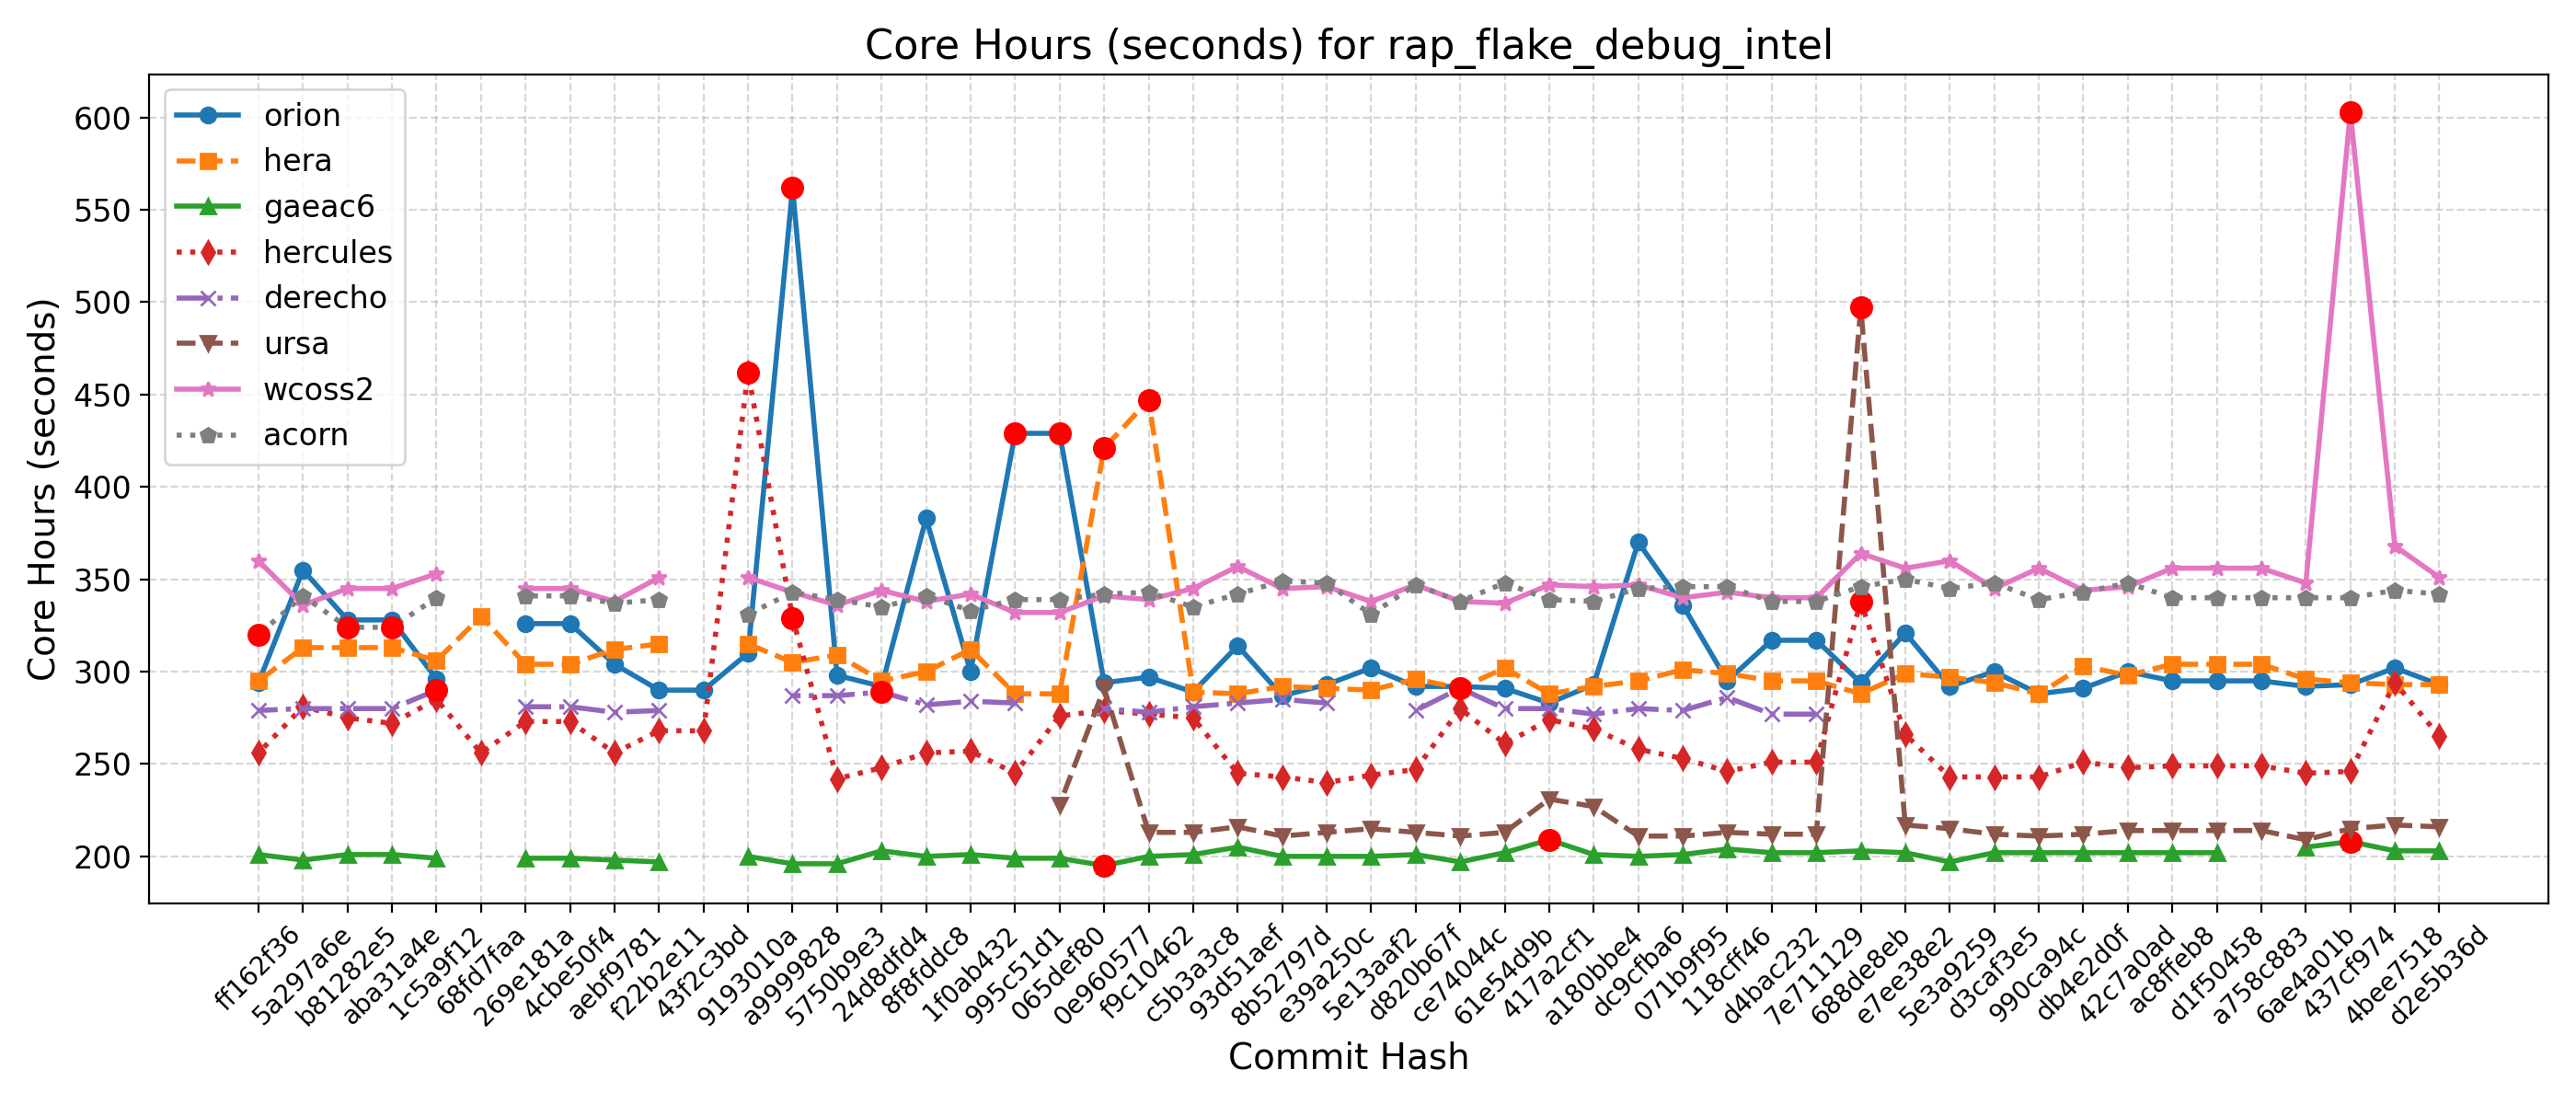 Core Hours (seconds) for rap_flake_debug_intel
Core Hours (seconds)
600
550
500
450
400
350
300
250
200
orion
hera
gaeac6
hercules
derecho
ursa
wcoss2
acorn
ff162f36
5a297a6e
b81282e5
aba31a4e
1c5a9f12
68fd7faa
269e181a
4cbe50f4
aebf9781
f22b2e11
43f2c3bd
9193010a
a9999828
5750b9e3
24d8dfd4
8f8fddc8
1f0ab432
995c51d1
065def80
0e960577
f9c10462
c5b3a3c8
93d51aef
8b52797d
e39a250c
5e13aaf2
d820b67f
ce74044c
61e54d9b
417a2cf1
a180bbe4
dc9cfba6
071b9f95
118cff46
d4bac232
7e711129
688de8eb
e7ee38e2
5e3a9259
d3caf3e5
990ca94c
db4e2d0f
42c7a0ad
ac8ffeb8
d1f50458
a758c883
6ae4a01b
437cf974
4bee7518
d2e5b36d
Commit Hash